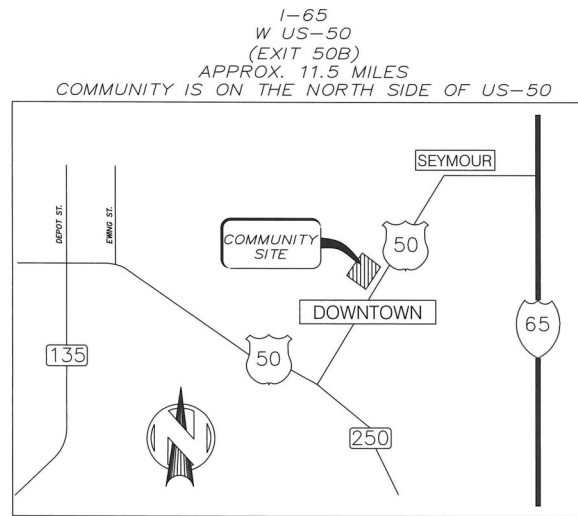 I-65
W US-50
(EXIT 50B)
APPROX. 11.5 MILES
COMMUNITY IS ON THE NORTH SIDE OF US-50
SEYMOUR
DEPOT ST.
EWING ST.
COMMUNITY
SITE
50
DOWNTOWN
65
135
50
250
N